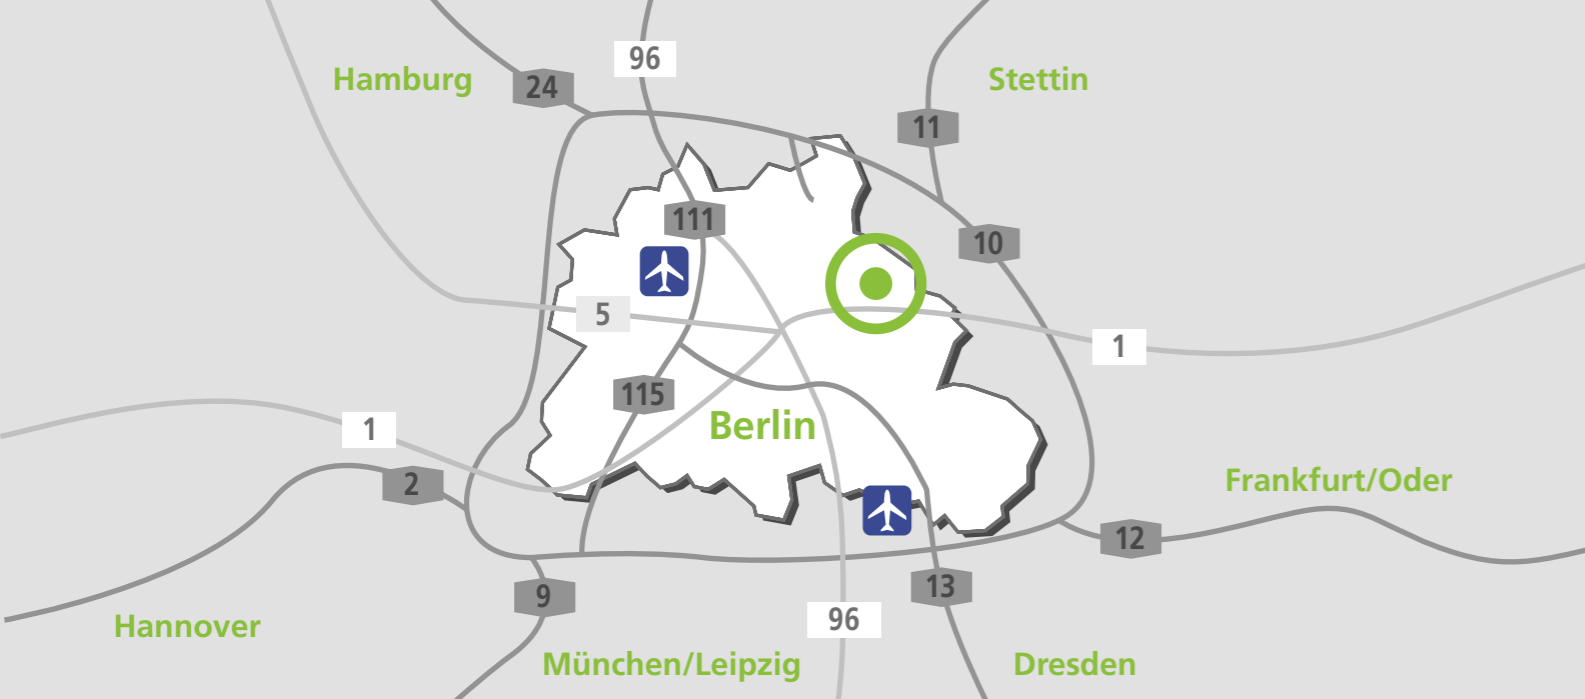 96
Hamburg
24
Stettin
11
111
10
5
1
115
Berlin
1
2
Frankfurt/Oder
12
9
13
96
Hannover
München/Leipzig
Dresden